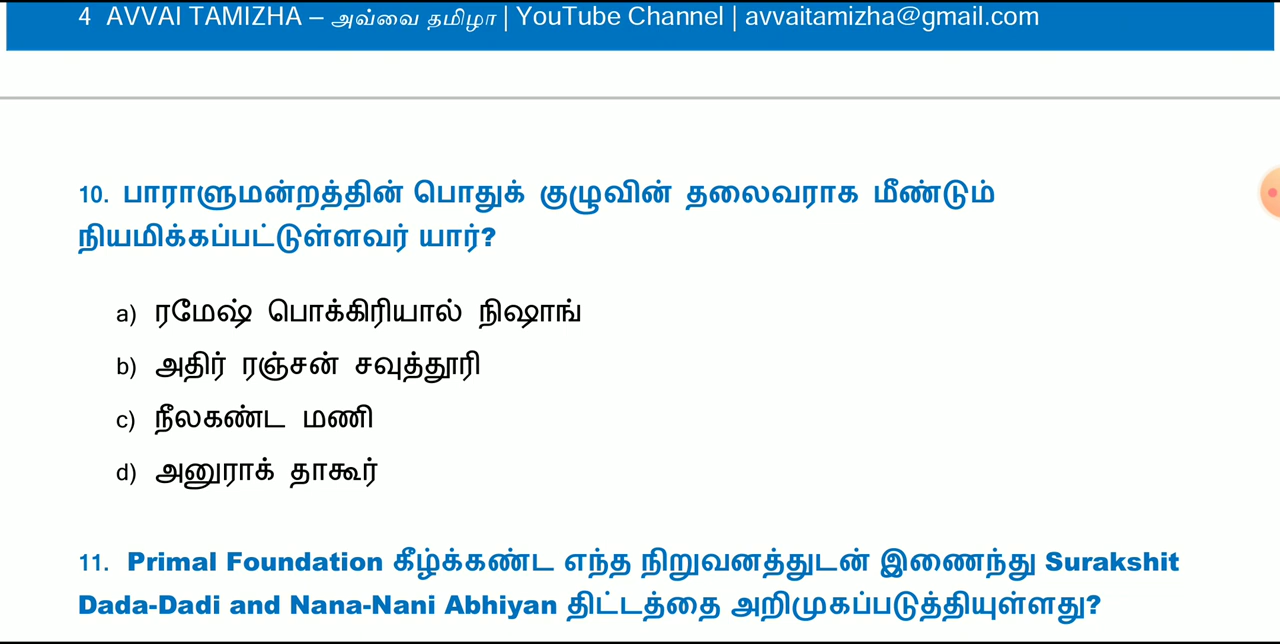 4 AVVAI TAMIZHA – அவ்வை தமிழா | YouTube Channel | avvaitamizha@gmail.com
10. பாராளுமன்றத்தின் பொதுக் குழுவின் தலைவராக மீண்டும்
நியமிக்கப்பட்டுள்ளவர் யார்?
a) ரமேஷ் பொக்கிரியால் நிஷாங்
b) அதிர் ரஞ்சன் சவுத்தூரி
c) நீலகண்ட மணி
d) அனுராக் தாகூர்
11. Primal Foundation கீழ்க்கண்ட எந்த நிறுவனத்துடன் இணைந்து Surakshit
Dada-Dadi and Nana-Nani Abhiyan திட்டத்தை அறிமுகப்படுத்தியுள்ளது?